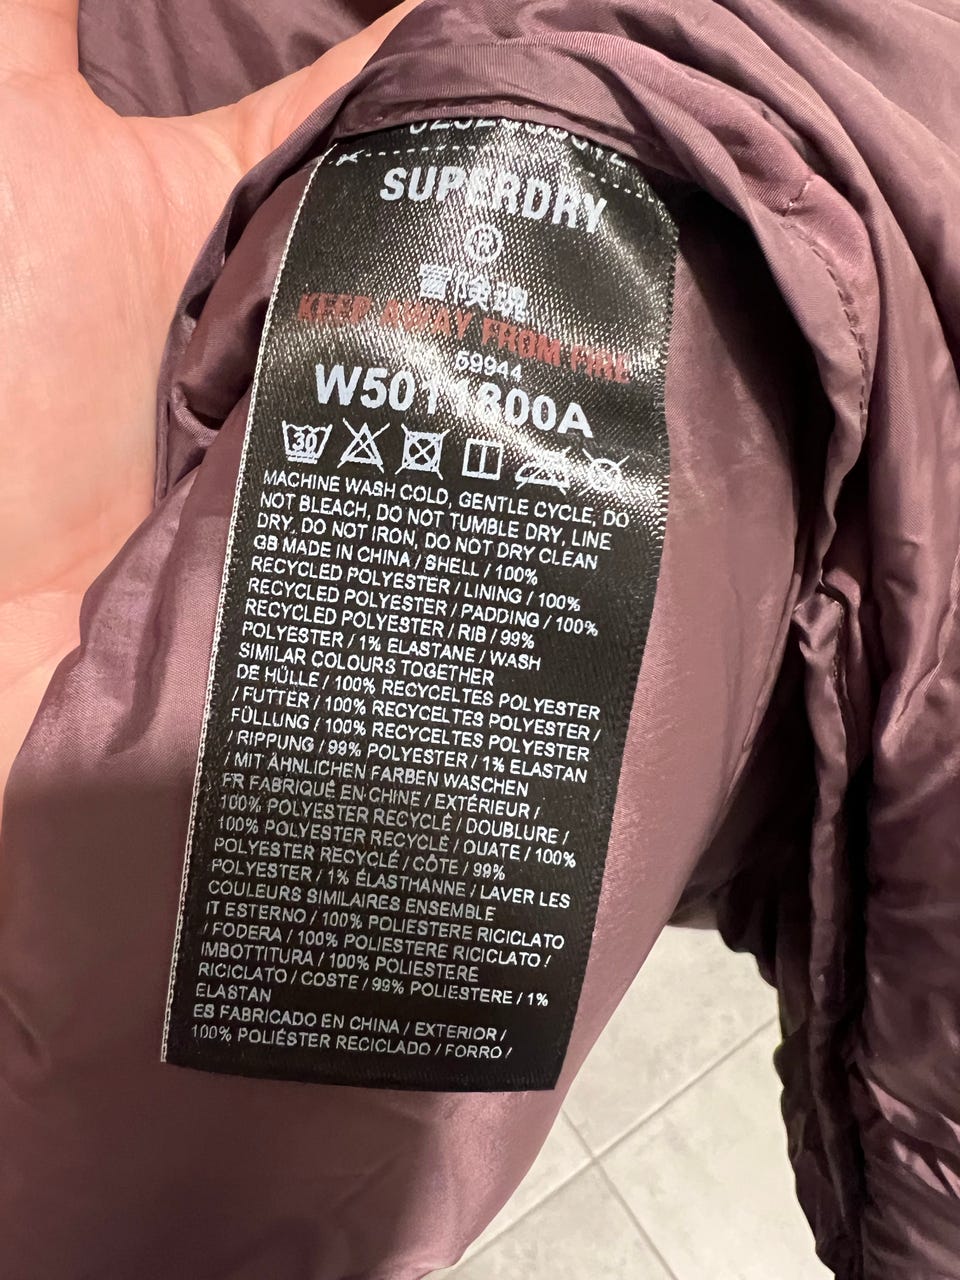 SUPERDRY
®
冒険魂
KEEP AWAY FROM FIRE
59944
W5011800A
30
MACHINE WASH COLD, GENTLE CYCLE, DO
NOT BLEACH, DO NOT TUMBLE DRY, LINE
DRY, DO NOT IRON, DO NOT DRY CLEAN
GB MADE IN CHINA / SHELL / 100%
RECYCLED POLYESTER / LINING / 100%
RECYCLED POLYESTER / PADDING / 100%
RECYCLED POLYESTER / RIB / 99%
POLYESTER / 1% ELASTANE / WASH
SIMILAR COLOURS TOGETHER
DE HÜLLE / 100% RECYCELTES POLYESTER
/ FUTTER / 100% RECYCELTES POLYESTER /
FÜLLUNG / 100% RECYCELTES POLYESTER
/ RIPPUNG / 99% POLYESTER / 1% ELASTAN
/ MIT ÄHNLICHEN FARBEN WASCHEN
FR FABRIQUÉ EN CHINE / EXTÉRIEUR /
100% POLYESTER RECYCLÉ / DOUBLURE /
100% POLYESTER RECYCLÉ / OUATE / 100%
POLYESTER RECYCLÉ / CÔTE / 99%
POLYESTER / 1% ÉLASTHANNE / LAVER LES
COULEURS SIMILAIRES ENSEMBLE
IT ESTERNO / 100% POLIESTERE RICICLATO
/ FODERA / 100% POLIESTERE RICICLATO /
IMBOTTITURA / 100% POLIESTERE
RICICLATO / COSTE / 99% POLIESTERE / 1%
ELASTAN
ES FABRICADO EN CHINA / EXTERIOR /
100% POLIÉSTER RECICLADO / FORRO /